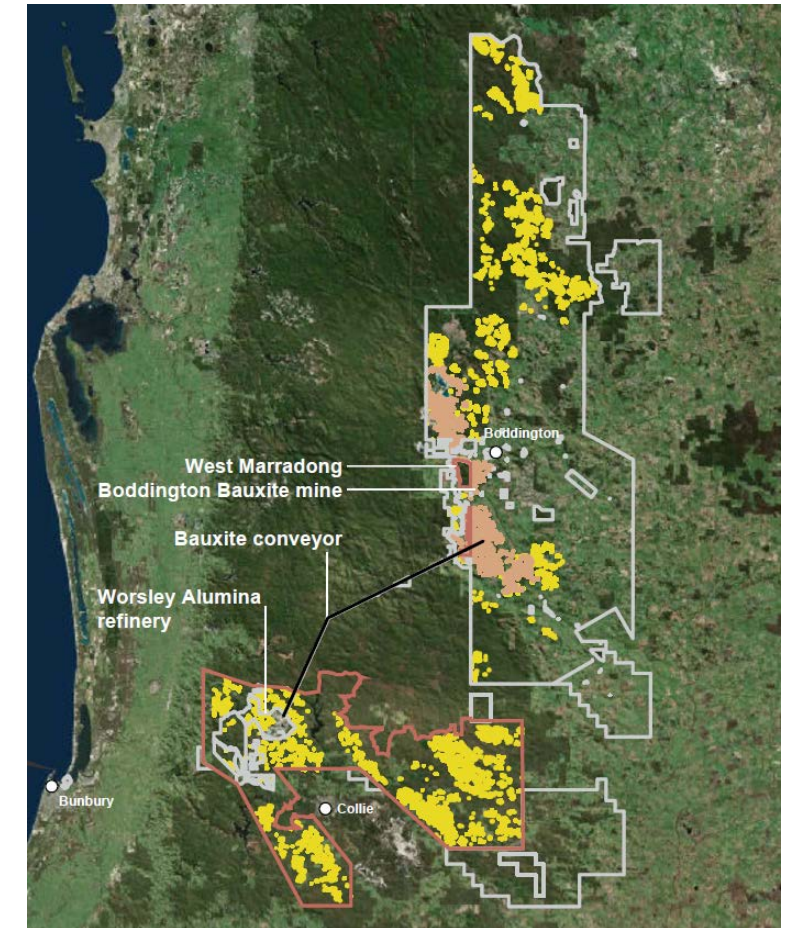 Boddington
West Marradong
Boddington Bauxite mine
Bauxite conveyor
Worsley Alumina
refinery
Bunbury
Collie